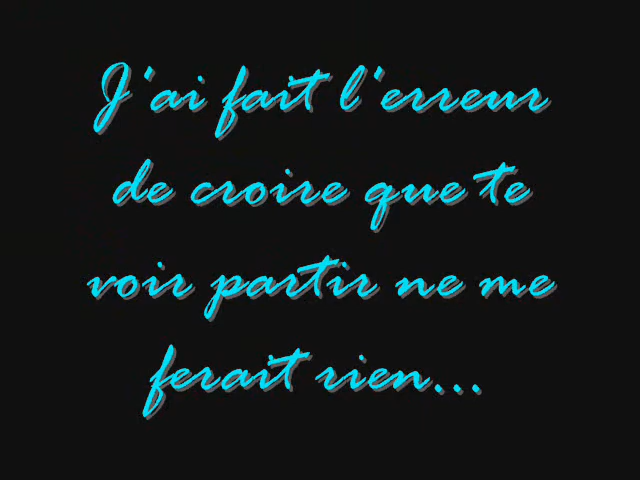 J'ai fait l'erreur
de croire que te
voir partir ne me
ferait rien...